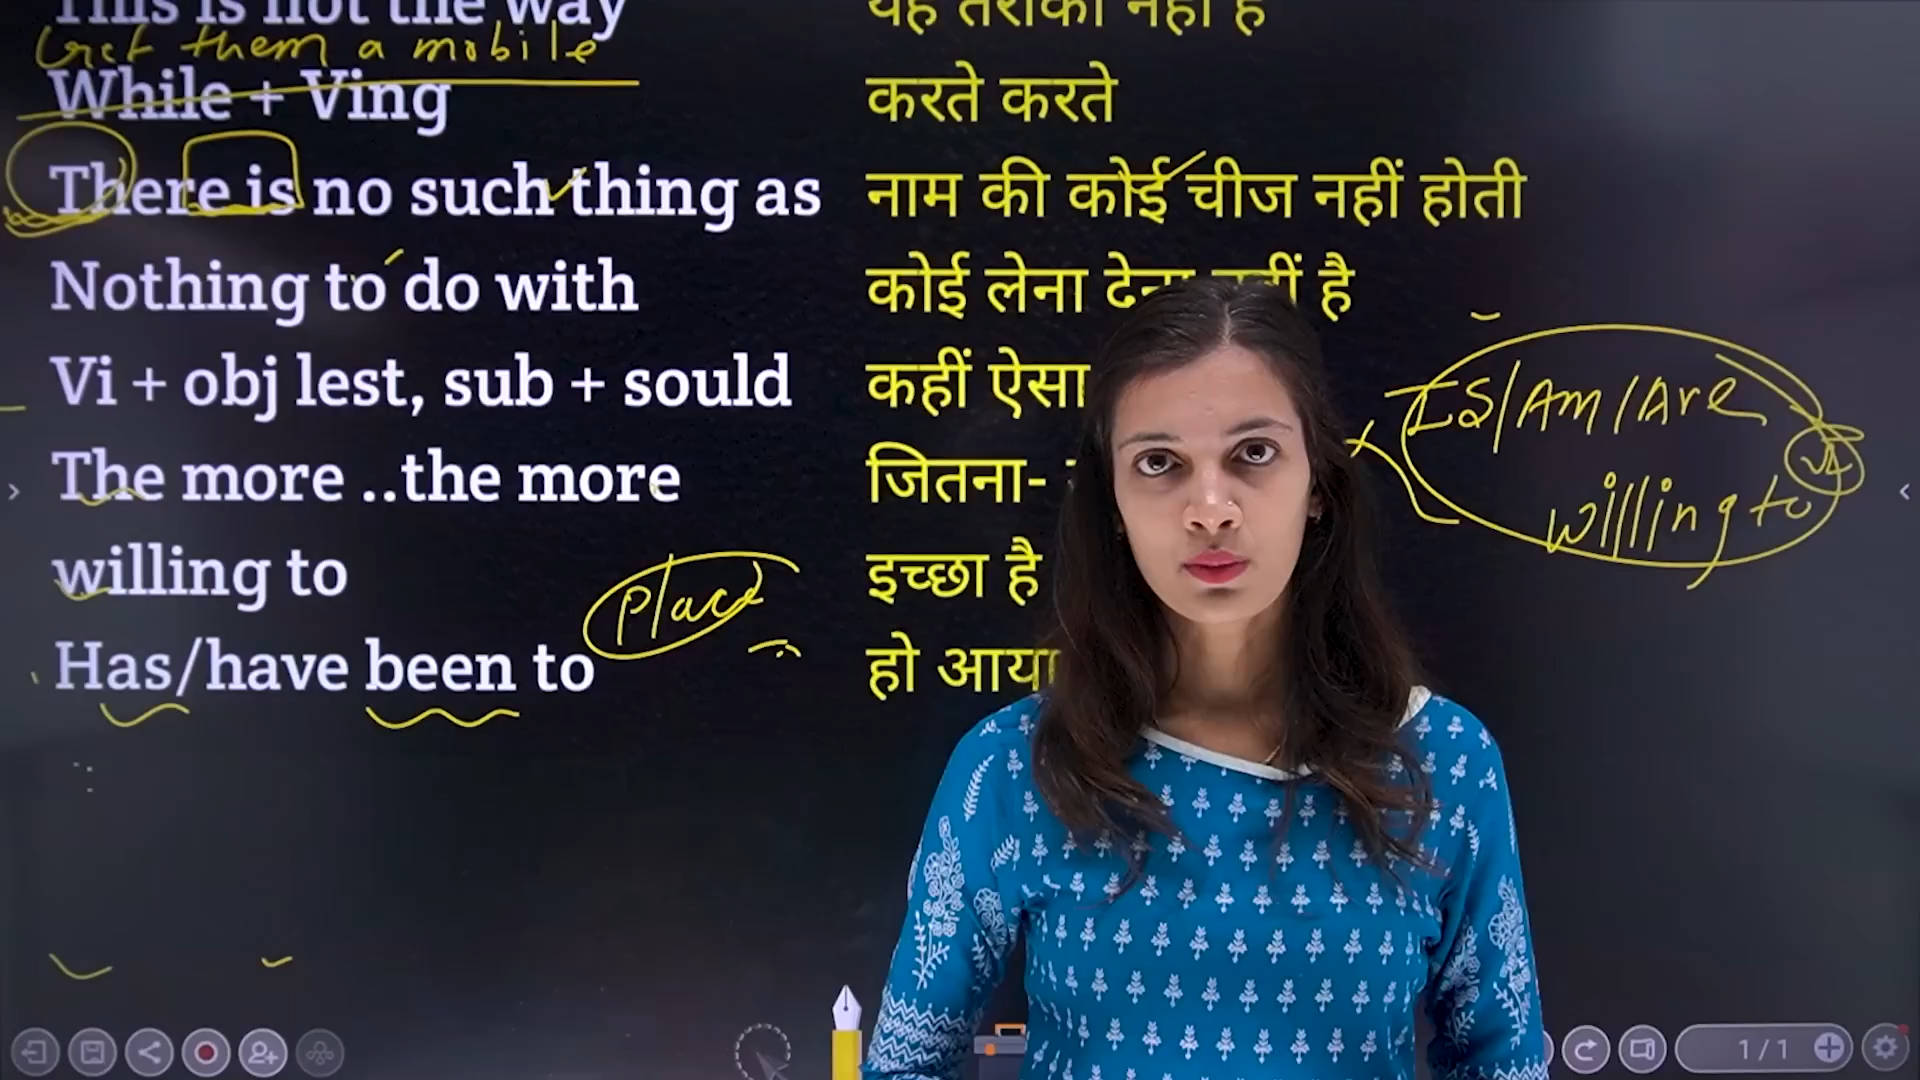 This is not the way यह तरीका नहीं है
Get them a mobile
While + Ving करते करते
There is no such thing as नाम की कोई चीज नहीं होती
Nothing to do with कोई लेना देना नहीं है
Vi + obj lest, sub + sould कहीं ऐसा
Is/Am/Are
The more ..the more जितना-
V1
willing to
willing to इच्छा है
Place
Has/have been to हो आया
1/1